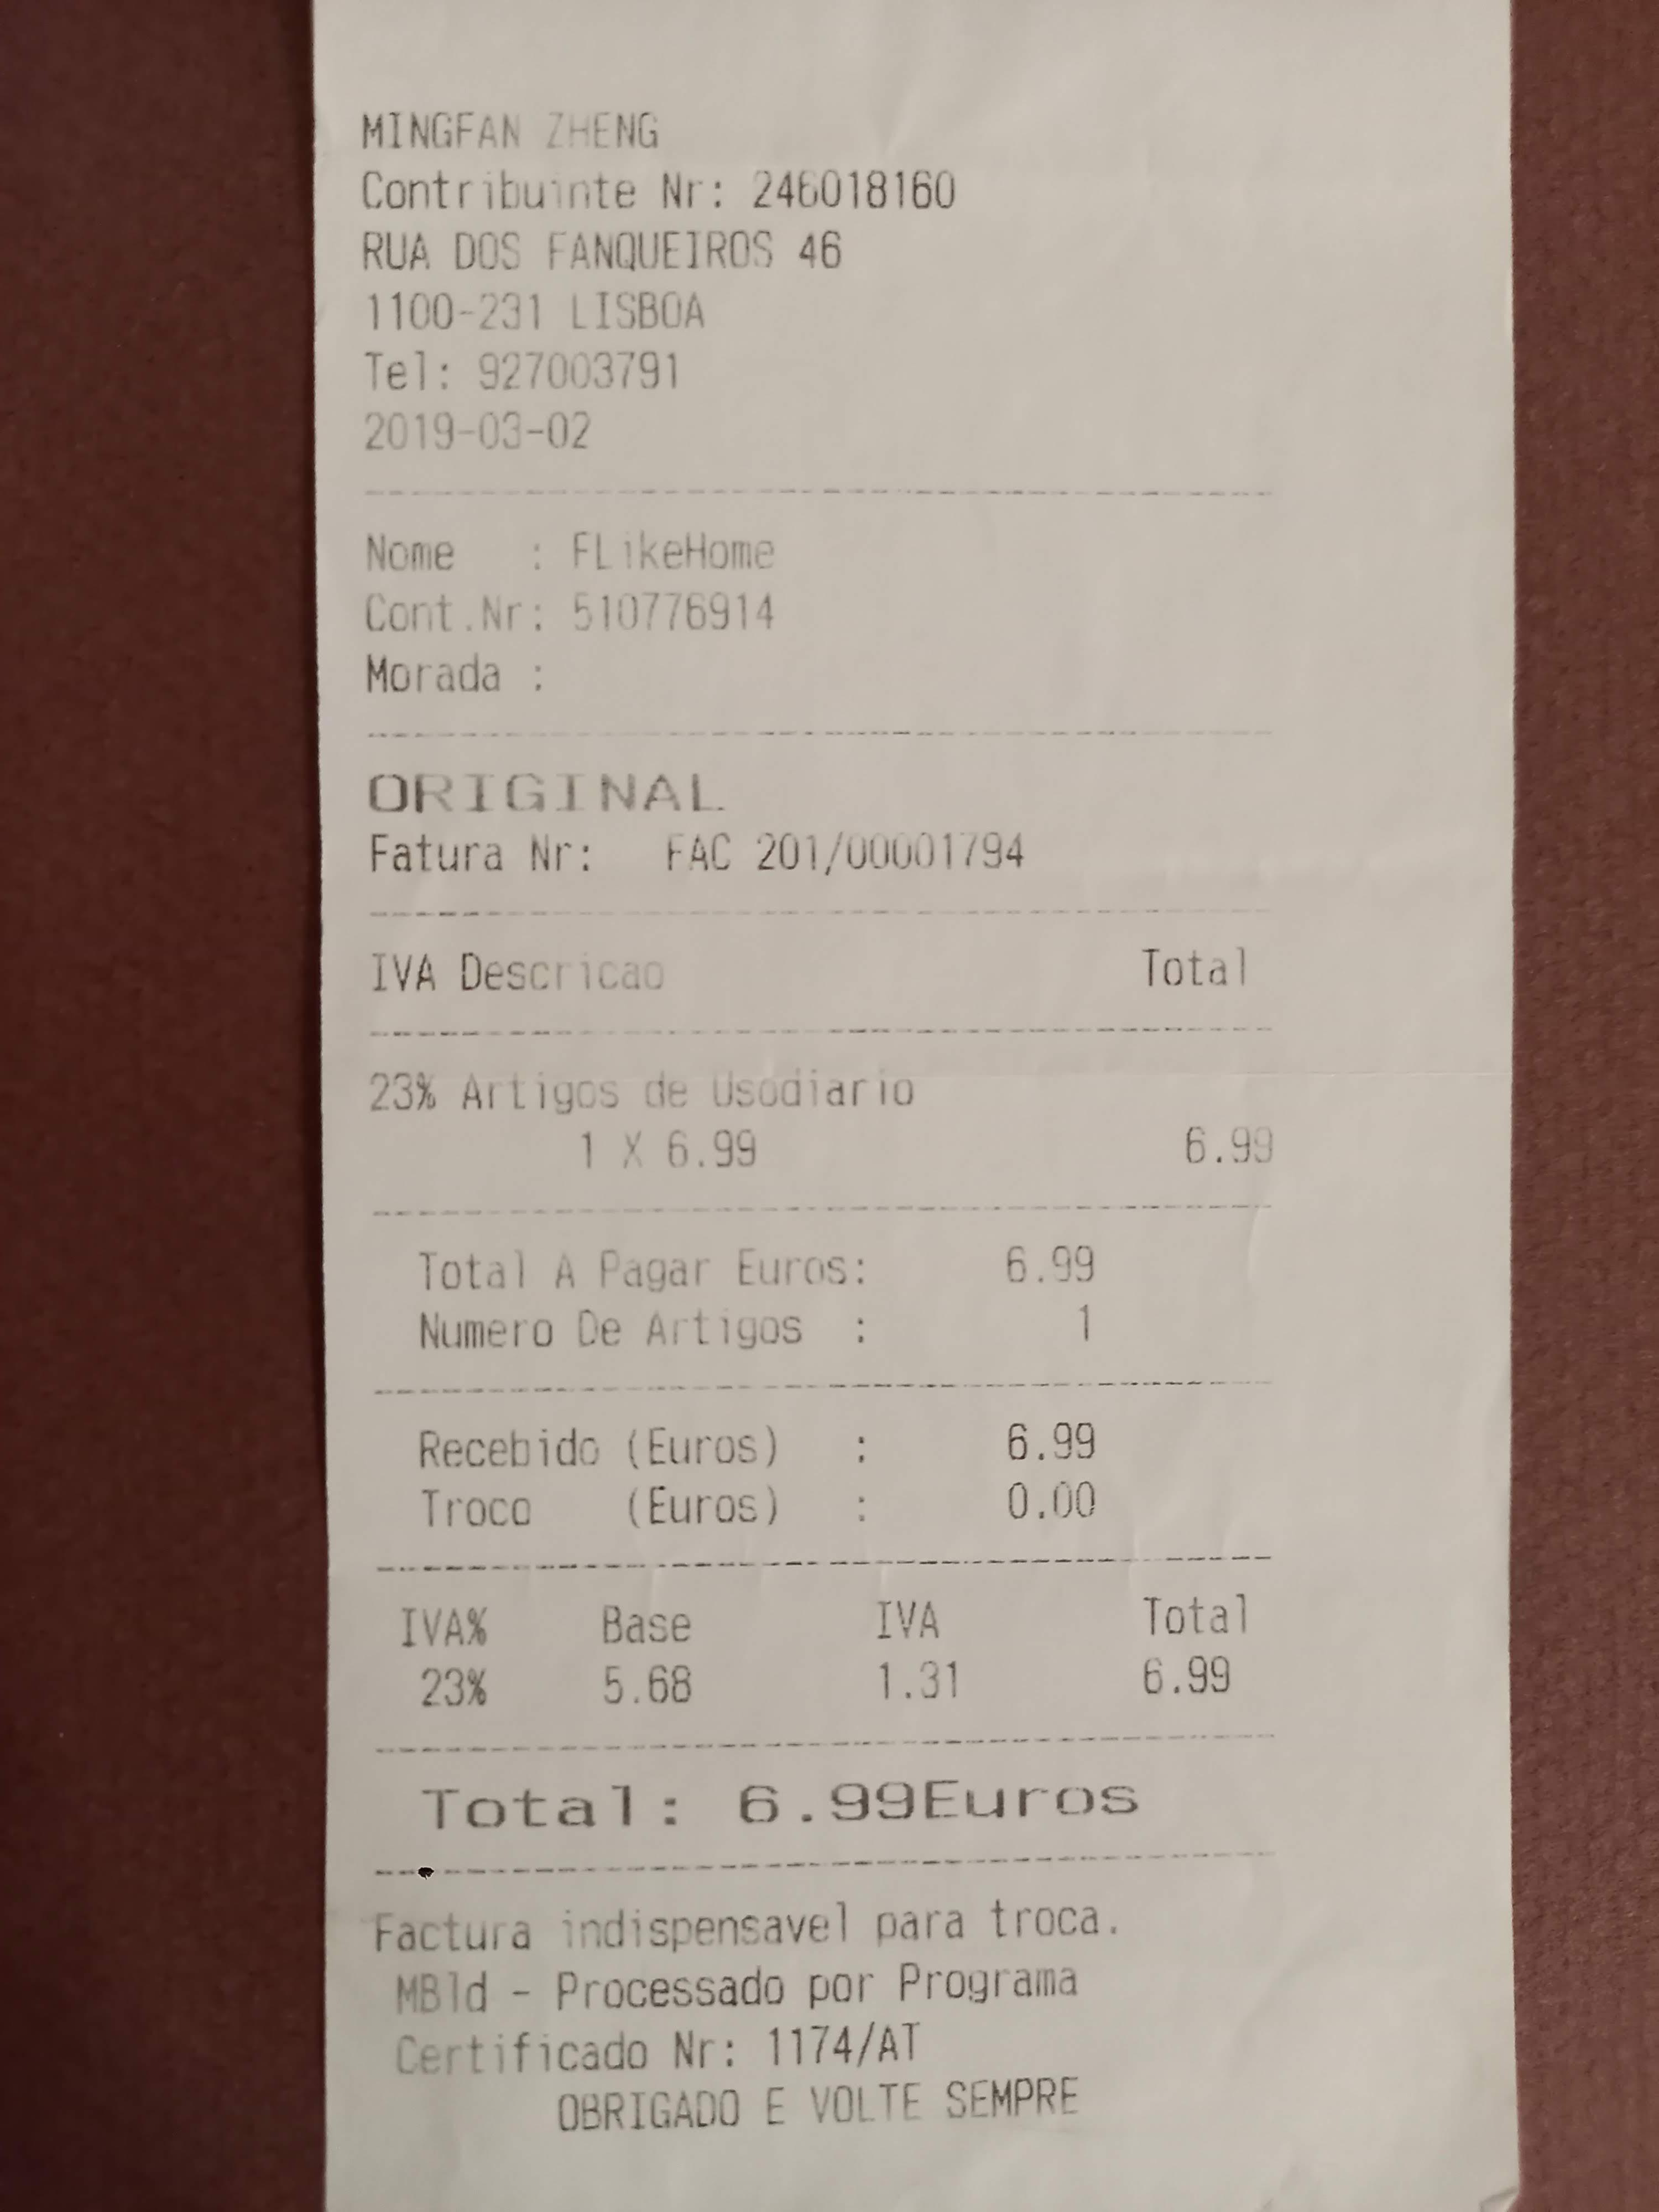 MINGFAN ZHENG
Contribuinte Nr: 246018160
RUA DOS FANQUEIROS 46
1100-231 LISBOA
Tel: 927003791
2019-03-02
Nome : FLikeHome
Cont.Nr: 510776914
Morada :
ORIGINAL
Fatura Nr: FAC 201/00001794
IVA Descricao Total
23% Artigos de Usodiario
1 X 6.99 6.99
Total A Pagar Euros: 6.99
Numero De Artigos : 1
Recebido (Euros) : 6.99
Troco (Euros) : 0.00
IVA% Base IVA Total
23% 5.68 1.31 6.99
Total: 6.99Euros
Factura indispensavel para troca.
MBld - Processado por Programa
Certificado Nr: 1174/AT
OBRIGADO E VOLTE SEMPRE